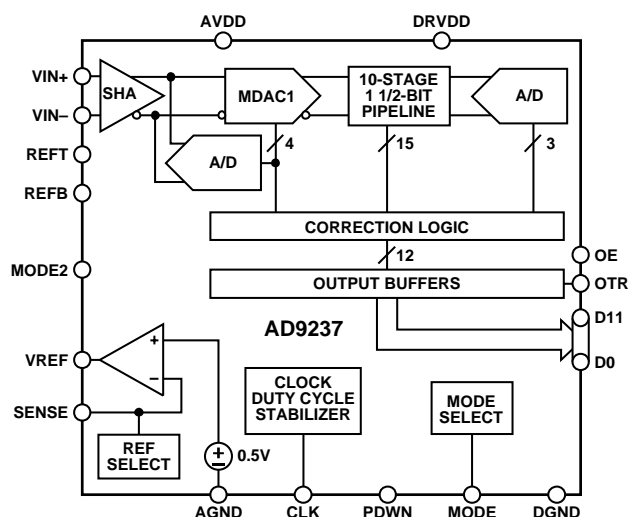 AVDD
DRVDD
VIN+
VIN–
REFT
REFB
MODE2
VREF
SENSE
SHA
MDAC1
10-STAGE
1 1/2-BIT
PIPELINE
A/D
A/D
4
15
3
CORRECTION LOGIC
12
OUTPUT BUFFERS
OE
OTR
D11
D0
AD9237
+
–
REF
SELECT
+
–
0.5V
CLOCK
DUTY CYCLE
STABILIZER
MODE
SELECT
AGND
CLK
PDWN
MODE
DGND